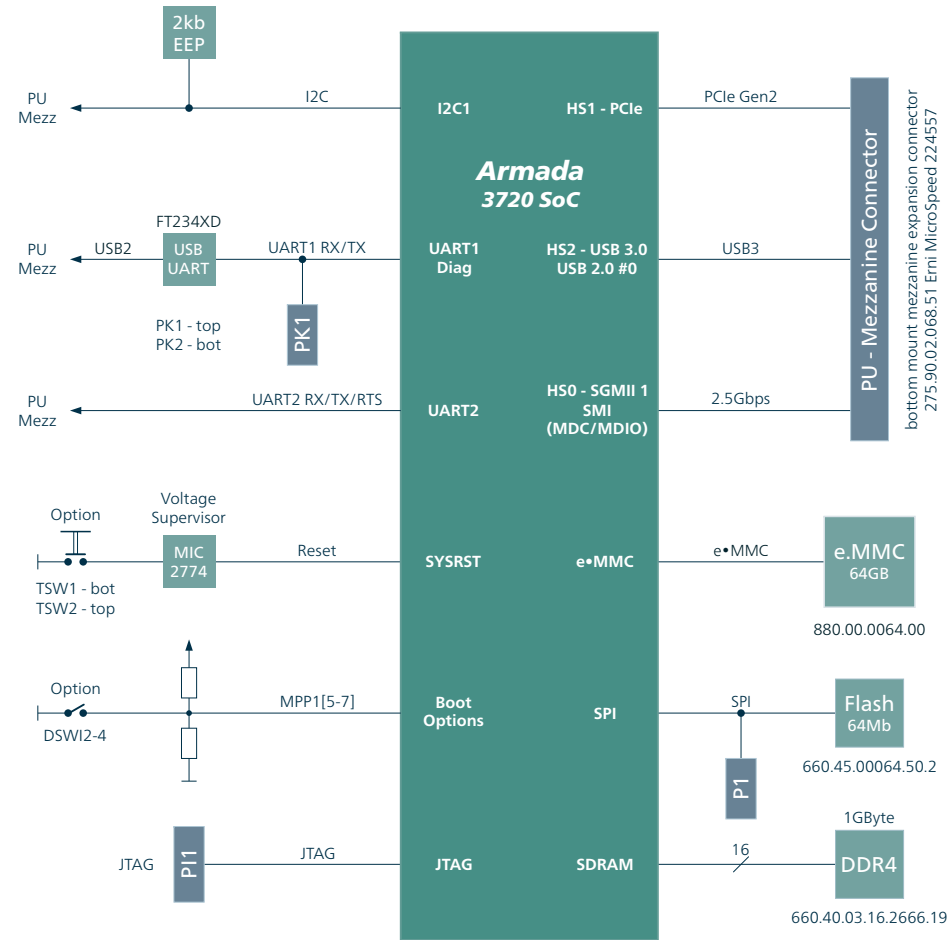 2kb
EEP
PU
Mezz
I2C
I2C1
HS1 - PCIe
PCIe Gen2
Armada
3720 SoC
FT234XD
PU
Mezz
USB2
USB
UART
UART1 RX/TX
UART1
Diag
HS2 - USB 3.0
USB 2.0 #0
USB3
PK1 - top
PK2 - bot
PK1
PU - Mezzanine Connector
bottom mount mezzanine expansion connector
275.90.02.068.51 Erni MicroSpeed 224557
PU
Mezz
UART2 RX/TX/RTS
UART2
HS0 - SGMII 1
SMI
(MDC/MDIO)
2.5Gbps
Option
Voltage
Supervisor
MIC
2774
Reset
SYSRST
e•MMC
e•MMC
e.MMC
64GB
TSW1 - bot
TSW2 - top
880.00.0064.00
Option
DSWI2-4
MPP1[5-7]
Boot
Options
SPI
SPI
Flash
64Mb
660.45.00064.50.2
P1
JTAG
PI1
JTAG
JTAG
SDRAM
16
1GByte
DDR4
660.40.03.16.2666.19